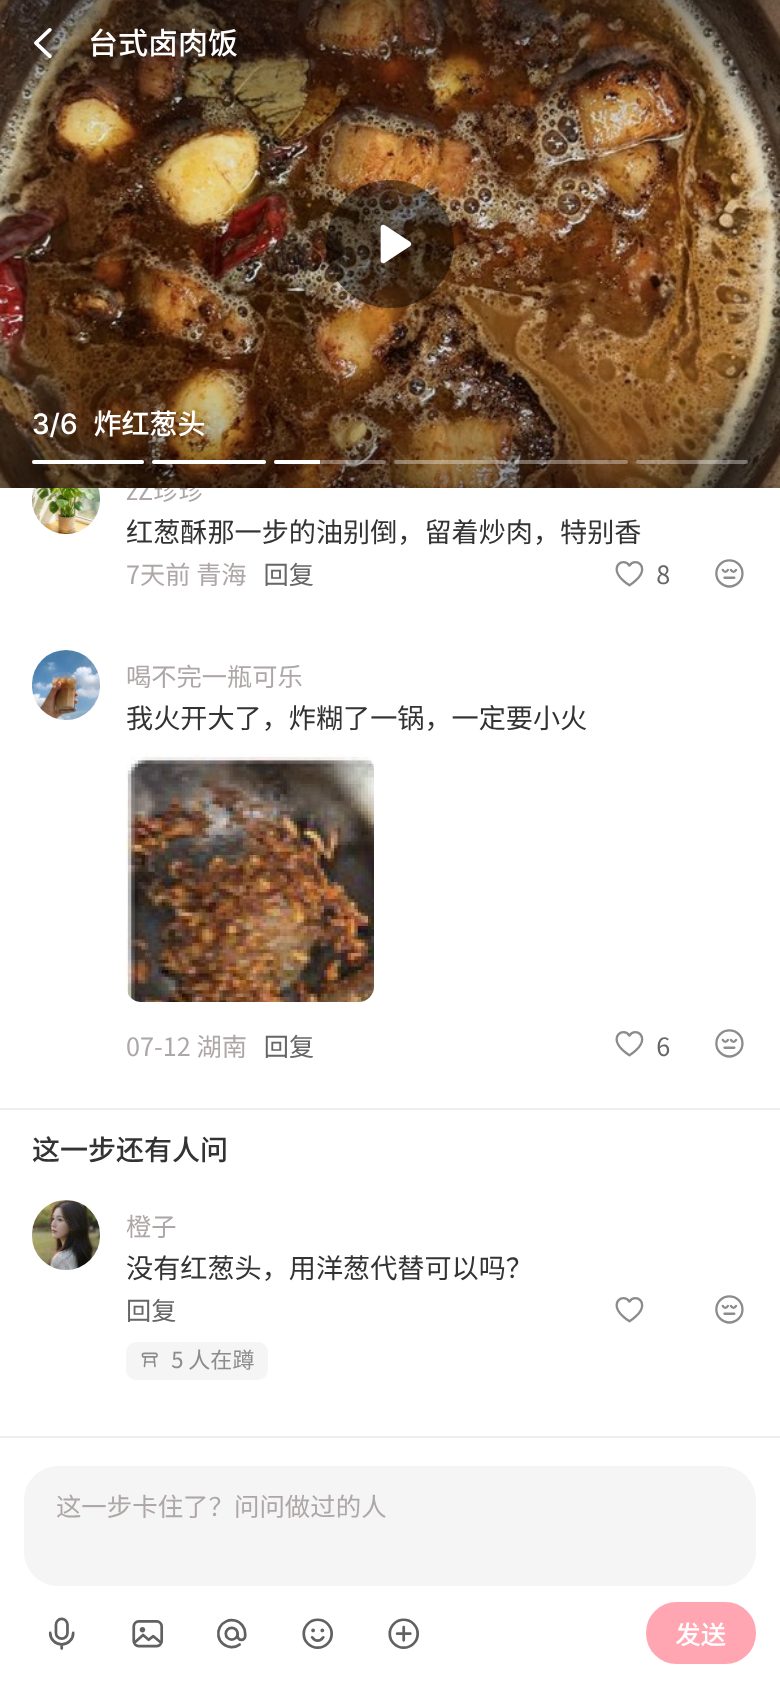 台式卤肉饭
3/6 炸红葱头
ZZ珍珍
红葱酥那一步的油别倒，留着炒肉，特别香
7天前 青海 回复 8
喝不完一瓶可乐
我火开大了，炸糊了一锅，一定要小火
07-12 湖南 回复 6
这一步还有人问
橙子
没有红葱头，用洋葱代替可以吗？
回复
5 人在蹲
这一步卡住了？问问做过的人
发送